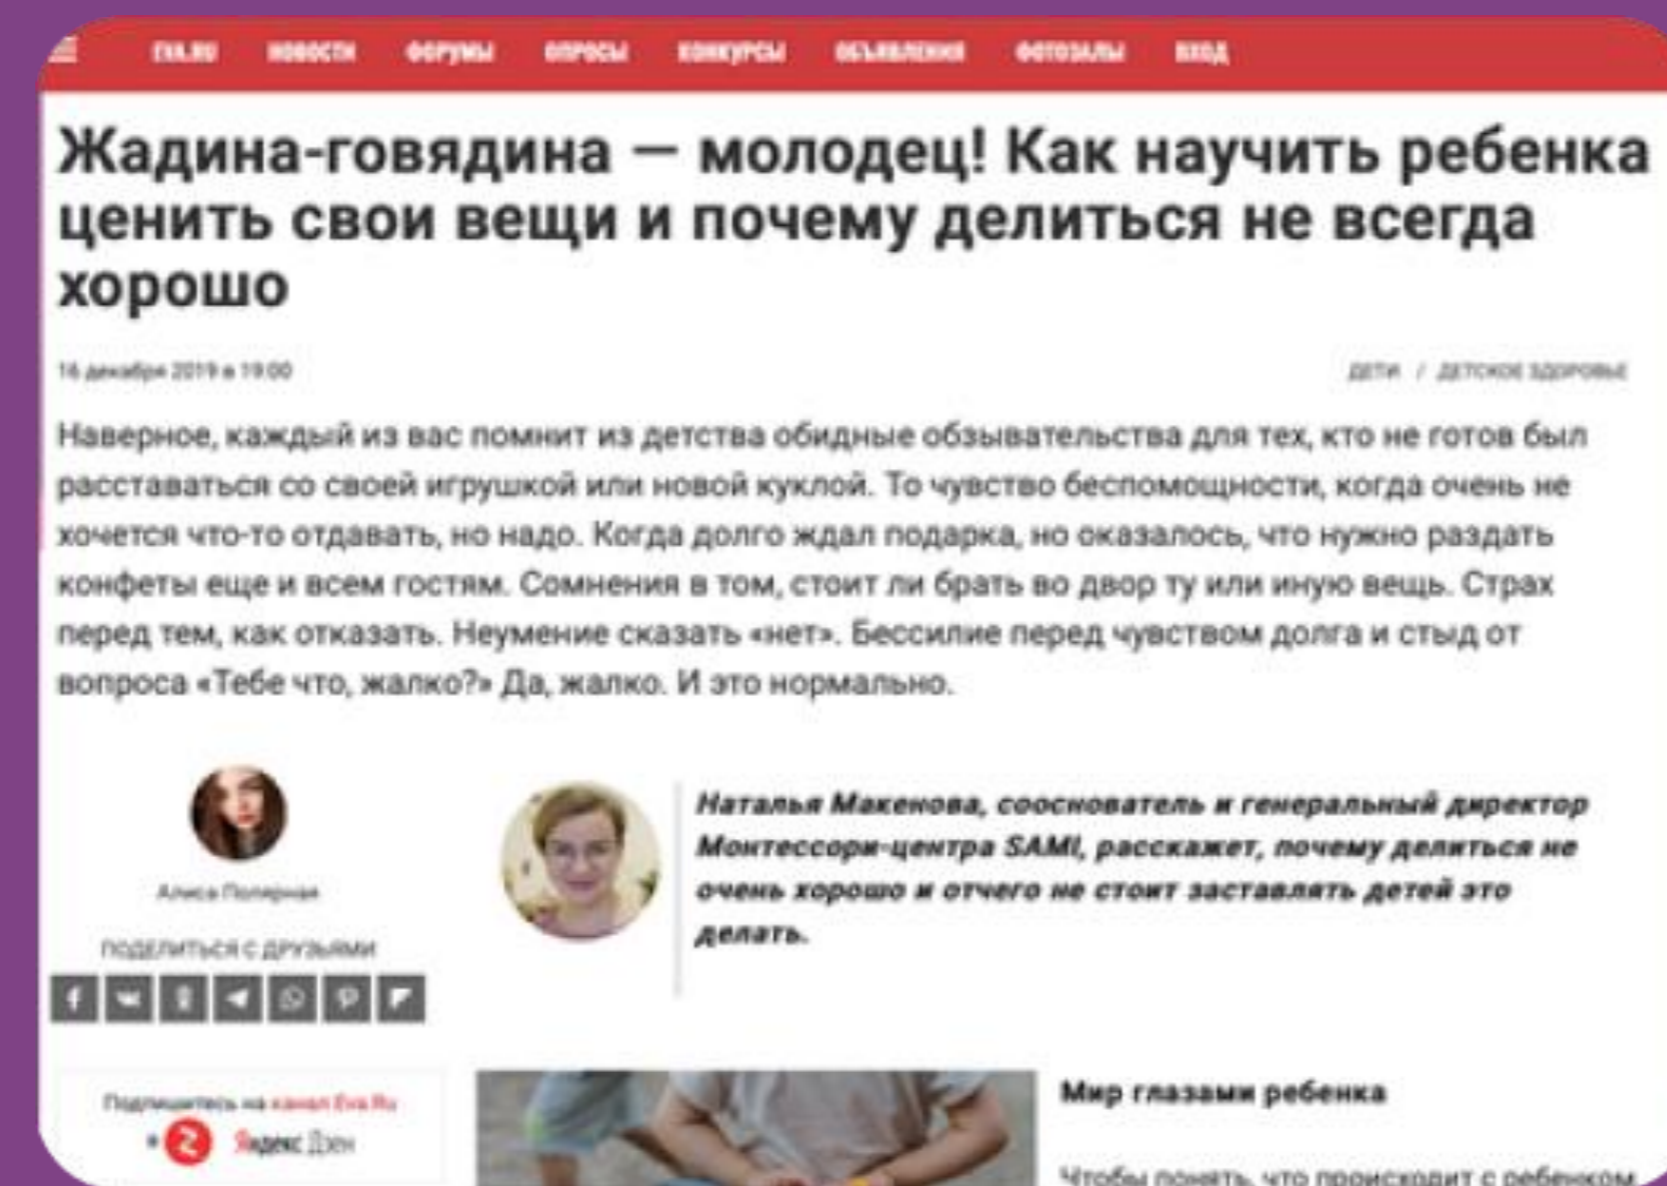 EVA.RU НОВОСТИ ФОРУМЫ ОПРОСЫ КОНКУРСЫ ОБЪЯВЛЕНИЯ ФОТОЗАЛЫ ВХОД
Жадина-говядина — молодец! Как научить ребенка
ценить свои вещи и почему делиться не всегда
хорошо
16 декабря 2019 в 19:00
ДЕТИ / ДЕТСКОЕ ЗДОРОВЬЕ
Наверное, каждый из вас помнит из детства обидные обзывательства для тех, кто не готов был
расставаться со своей игрушкой или новой куклой. То чувство беспомощности, когда очень не
хочется что-то отдавать, но надо. Когда долго ждал подарка, но оказалось, что нужно раздать
конфеты еще и всем гостям. Сомнения в том, стоит ли брать во двор ту или иную вещь. Страх
перед тем, как отказать. Неумение сказать «нет». Бессилие перед чувством долга и стыд от
вопроса «Тебе что, жалко?» Да, жалко. И это нормально.
Алиса Полярная
ПОДЕЛИТЬСЯ С ДРУЗЬЯМИ
Наталья Макенова, сооснователь и генеральный директор
Монтессори-центра SAMI, расскажет, почему делиться не
очень хорошо и отчего не стоит заставлять детей это
делать.
Подпишитесь на канал Eva.Ru
в Яндекс Дзен
Мир глазами ребенка
Чтобы понять, что происходит с ребенком,